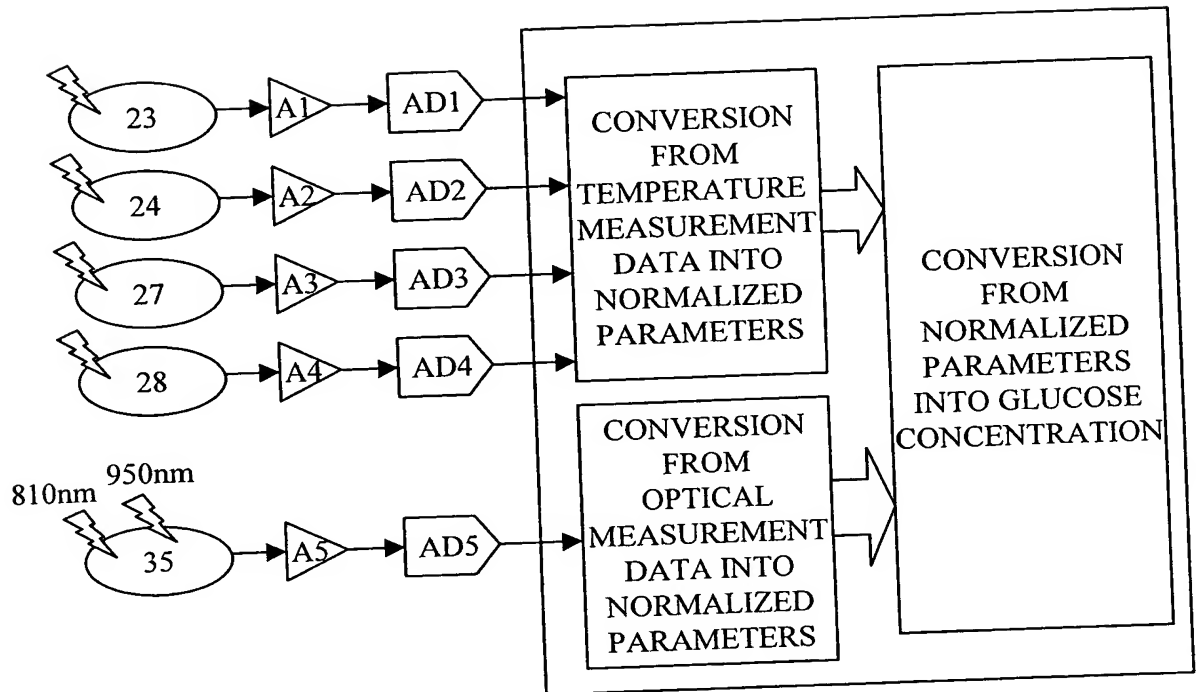 23
A1
AD1
24
A2
AD2
27
A3
AD3
28
A4
AD4
810nm
950nm
35
A5
AD5
CONVERSION
FROM
TEMPERATURE
MEASUREMENT
DATA INTO
NORMALIZED
PARAMETERS
CONVERSION
FROM
OPTICAL
MEASUREMENT
DATA INTO
NORMALIZED
PARAMETERS
CONVERSION
FROM
NORMALIZED
PARAMETERS
INTO GLUCOSE
CONCENTRATION